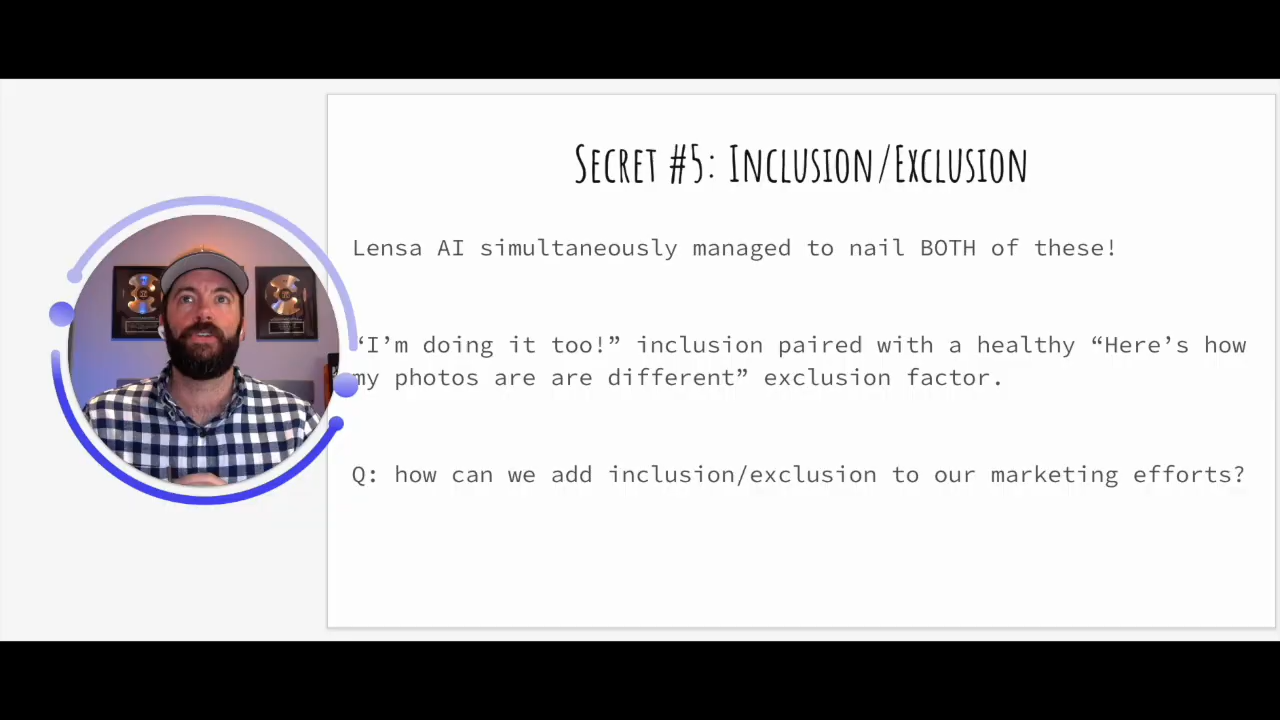 Secret #5: Inclusion/Exclusion
Lensa AI simultaneously managed to nail BOTH of these!
“I’m doing it too!” inclusion paired with a healthy “Here’s how
my photos are are different” exclusion factor.
Q: how can we add inclusion/exclusion to our marketing efforts?